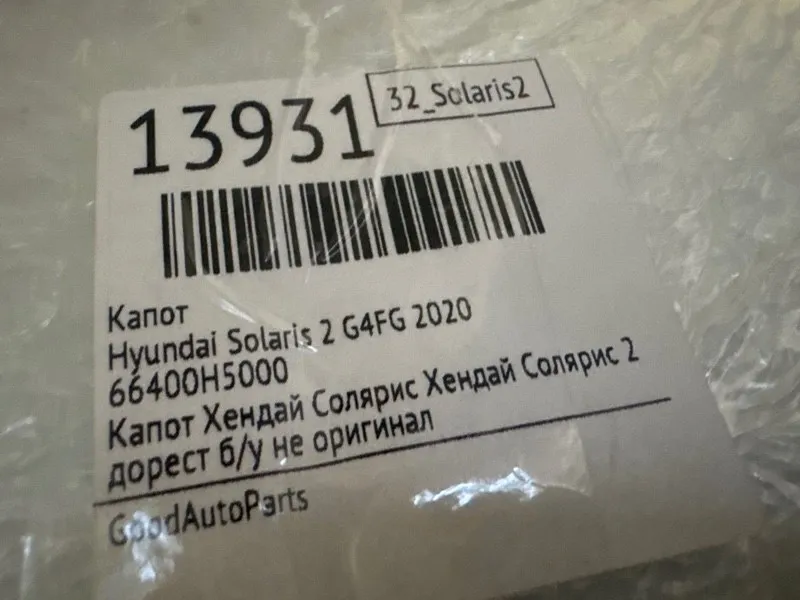 13931
32_Solaris2
Капот
Hyundai Solaris 2 G4FG 2020
66400H5000
Капот Хендай Солярис Хендай Солярис 2
дорест б/у не оригинал
GoodAutoParts